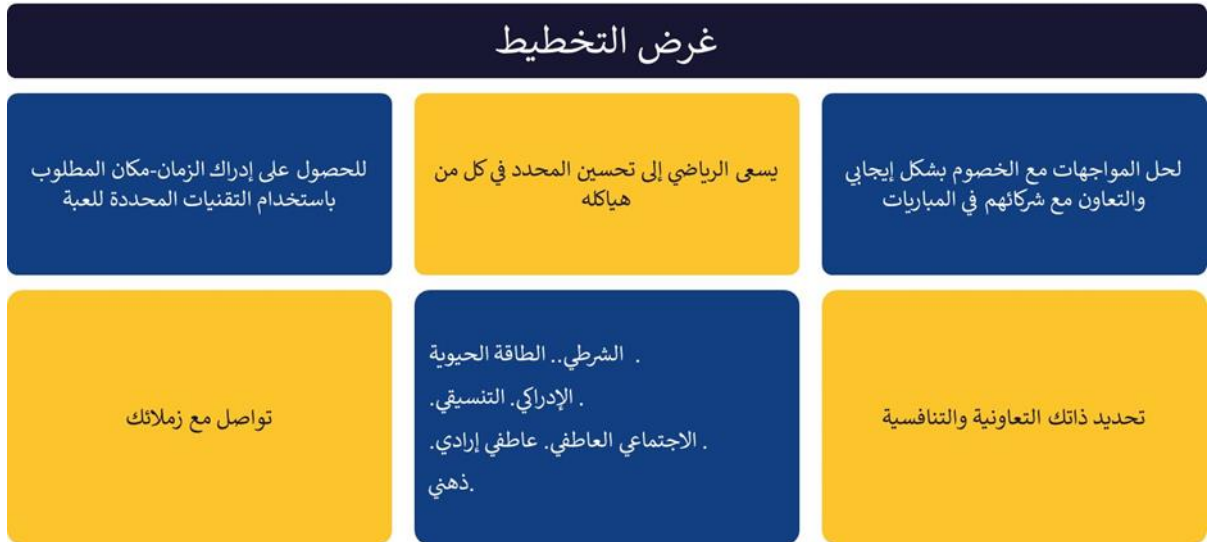 غرض التخطيط
لحل المواجهات مع الخصوم بشكل إيجابي
والتعاون مع شركائهم في المباريات
يسعى الرياضي إلى تحسين المحدد في كل من
هياكله
للحصول على إدراك الزمان-مكان المطلوب
باستخدام التقنيات المحددة للعبة
تحديد ذاتك التعاونية والتنافسية
. الشرطي.. الطاقة الحيوية
. الإدراكي. التنسيقي.
. الاجتماعي العاطفي. عاطفي إرادي.
.ذهني
تواصل مع زملائك